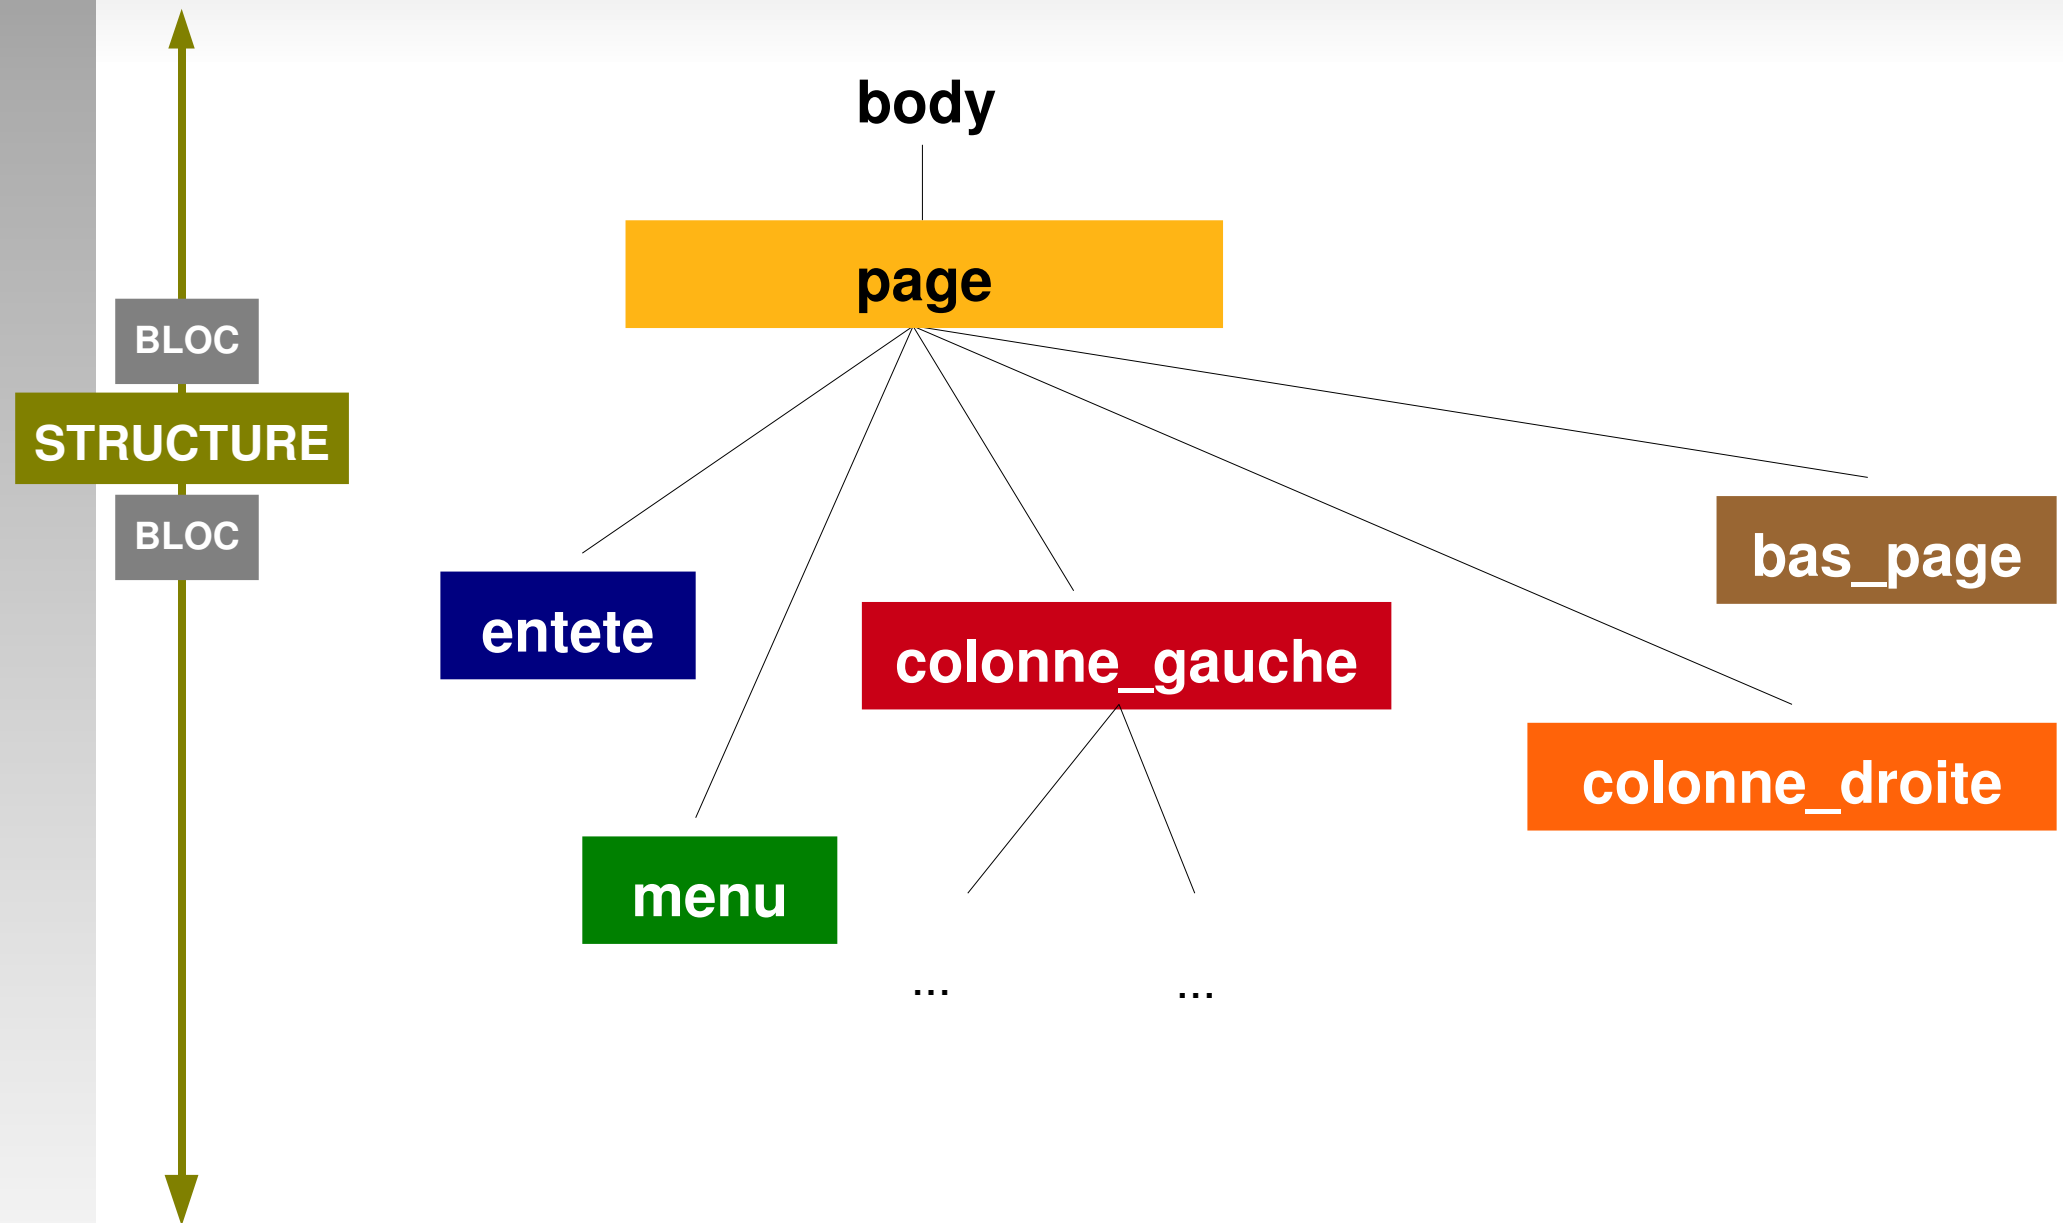 body
page
BLOC
STRUCTURE
BLOC
bas_page
entete
colonne_gauche
colonne_droite
menu
...
...